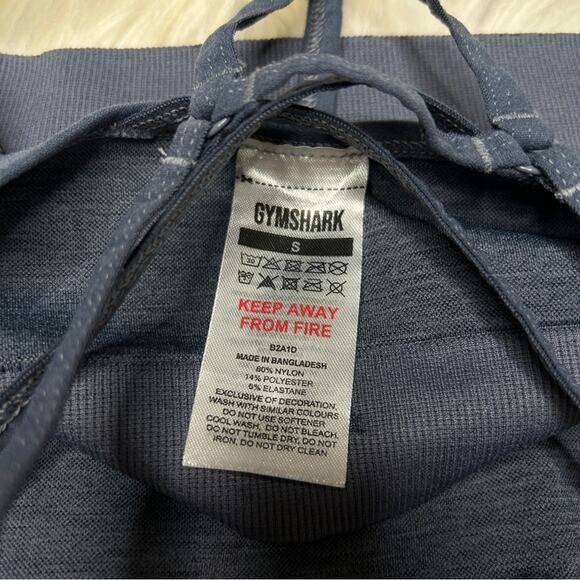 GYMSHARK
S
30
KEEP AWAY
FROM FIRE
B2A1D
MADE IN BANGLADESH
80% NYLON
14% POLYESTER
6% ELASTANE
EXCLUSIVE OF DECORATION
WASH WITH SIMILAR COLOURS
DO NOT USE SOFTENER
COOL WASH, DO NOT BLEACH,
DO NOT TUMBLE DRY, DO NOT
IRON, DO NOT DRY CLEAN